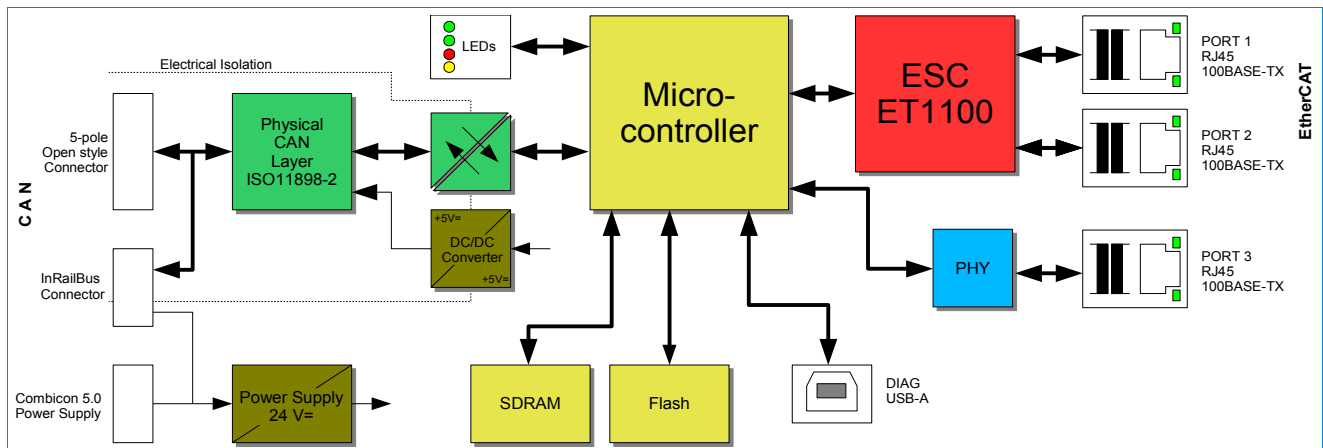 LEDs
Electrical Isolation
5-pole
Open style
Connector
Physical
CAN
Layer
ISO11898-2
CAN
InRailBus
Connector
+5V=
DC/DC
Converter
+5V=
Combicon 5.0
Power Supply
Power Supply
24 V=
Micro-
controller
SDRAM
Flash
DIAG
USB-A
ESC
ET1100
PHY
PORT 1
RJ45
100BASE-TX
PORT 2
RJ45
100BASE-TX
PORT 3
RJ45
100BASE-TX
EtherCAT